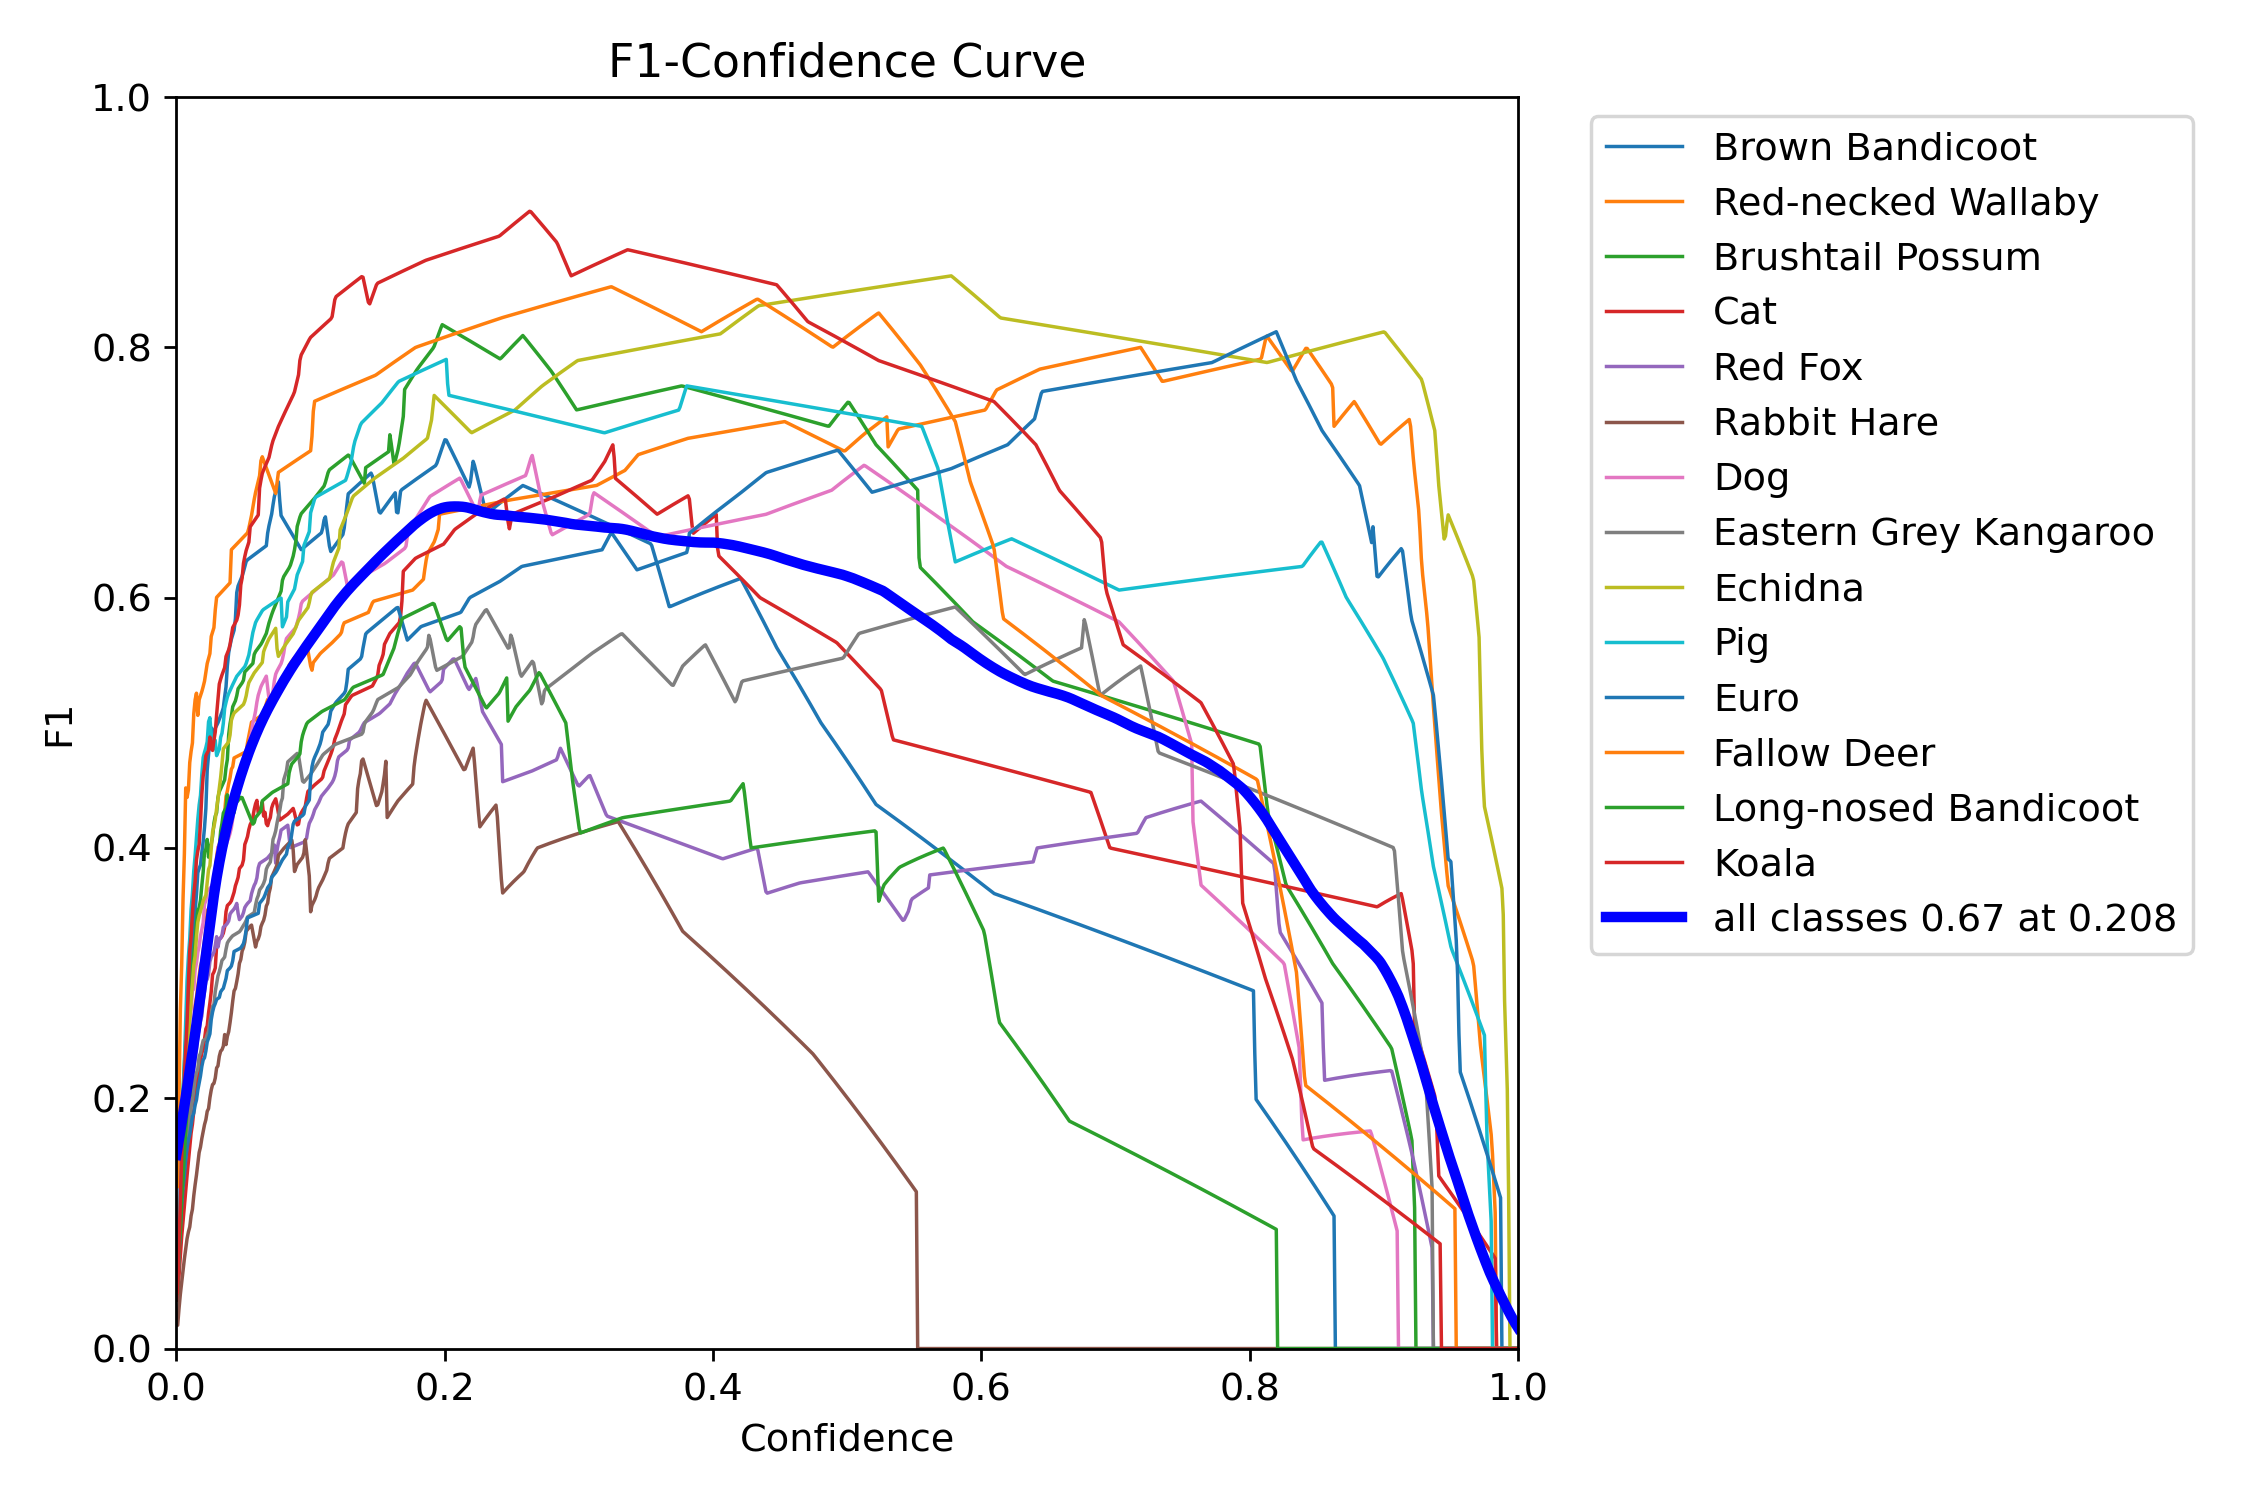 F1-Confidence Curve
1.0
0.8
0.6
0.4
0.2
0.0
F1
0.0 0.2 0.4 0.6 0.8 1.0
Confidence
Brown Bandicoot
Red-necked Wallaby
Brushtail Possum
Cat
Red Fox
Rabbit Hare
Dog
Eastern Grey Kangaroo
Echidna
Pig
Euro
Fallow Deer
Long-nosed Bandicoot
Koala
all classes 0.67 at 0.208